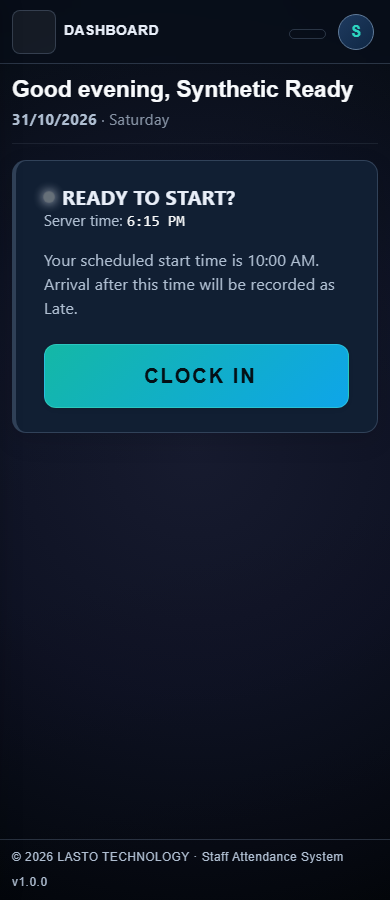 DASHBOARD
S
Good evening, Synthetic Ready
31/10/2026 · Saturday
READY TO START?
Server time: 6:15 PM
Your scheduled start time is 10:00 AM.
Arrival after this time will be recorded as
Late.
CLOCK IN
© 2026 LASTO TECHNOLOGY · Staff Attendance System
v1.0.0